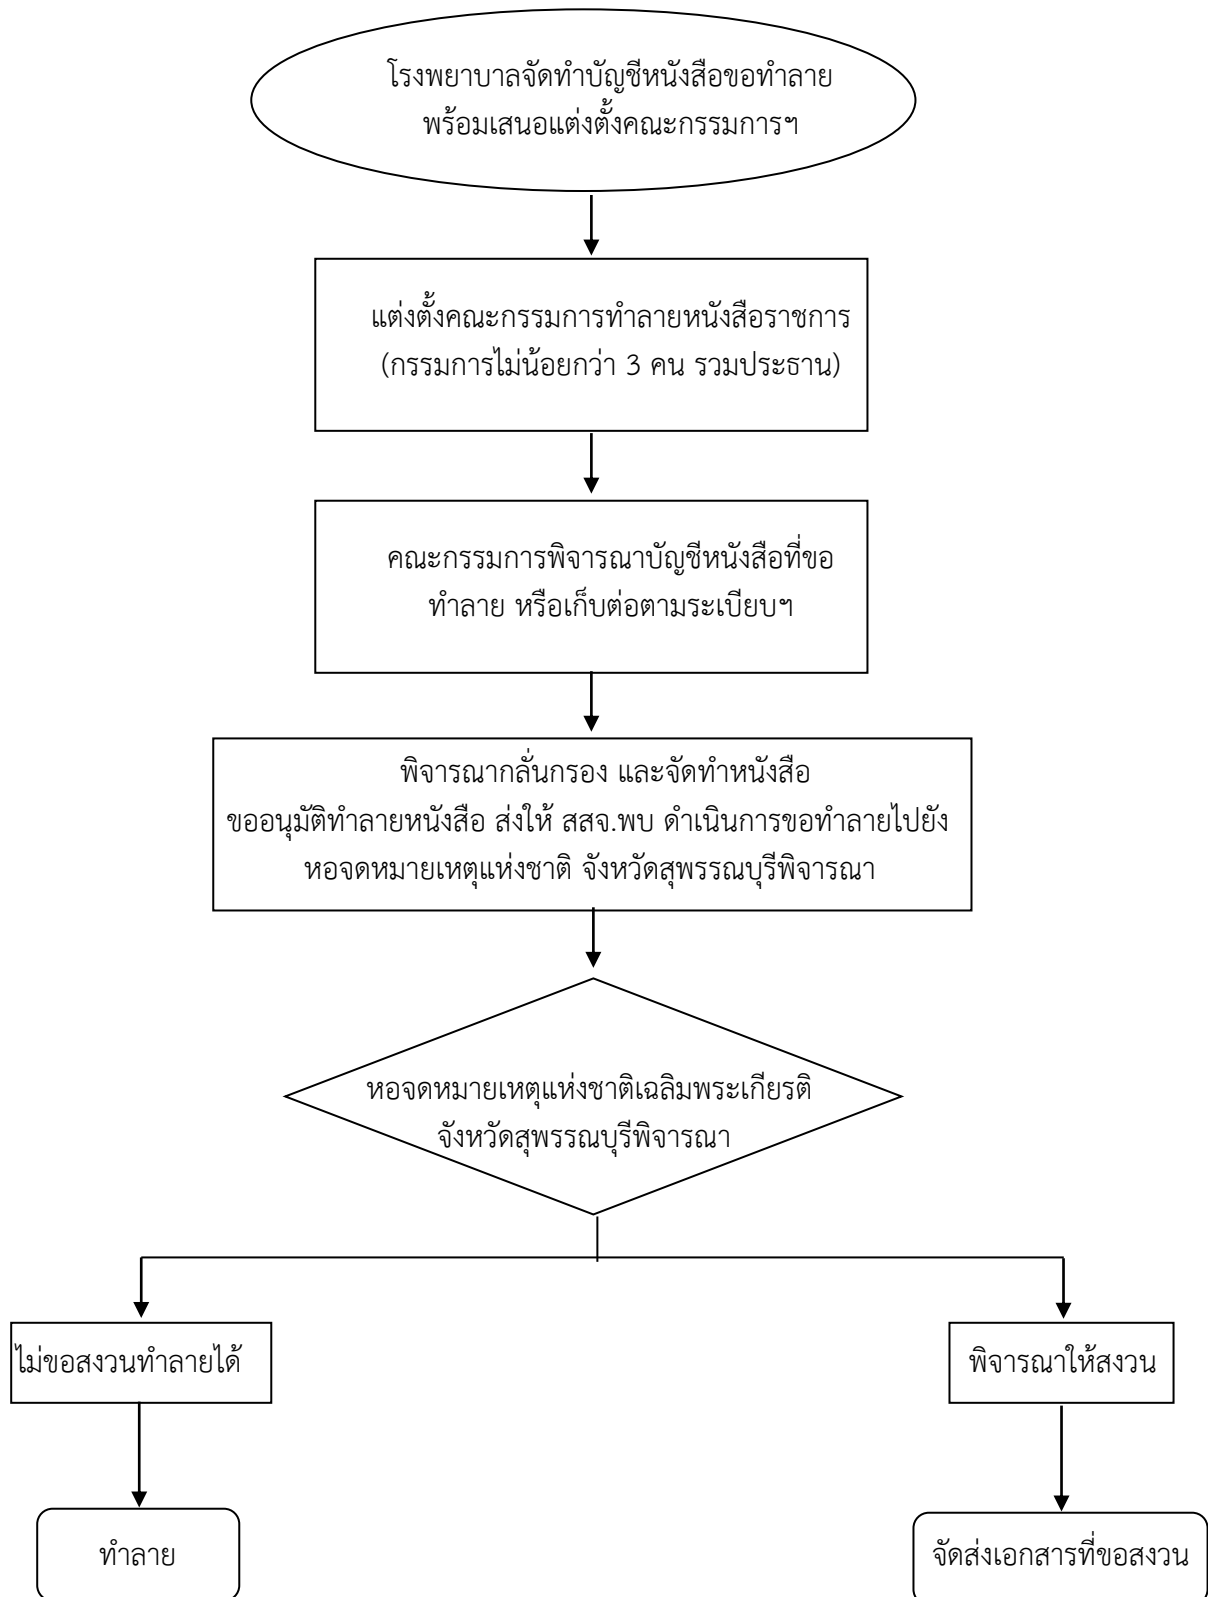 โรงพยาบาลจัดทำบัญชีหนังสือขอทำลาย
พร้อมเสนอแต่งตั้งคณะกรรมการฯ
แต่งตั้งคณะกรรมการทำลายหนังสือราชการ
(กรรมการไม่น้อยกว่า 3 คน รวมประธาน)
คณะกรรมการพิจารณาบัญชีหนังสือที่ขอ
ทำลาย หรือเก็บต่อตามระเบียบฯ
พิจารณากลั่นกรอง และจัดทำหนังสือ
ขออนุมัติทำลายหนังสือ ส่งให้ สสจ.พบ ดำเนินการขอทำลายไปยัง
หอจดหมายเหตุแห่งชาติ จังหวัดสุพรรณบุรีพิจารณา
หอจดหมายเหตุแห่งชาติเฉลิมพระเกียรติ
จังหวัดสุพรรณบุรีพิจารณา
ไม่ขอสงวนทำลายได้
พิจารณาให้สงวน
ทำลาย
จัดส่งเอกสารที่ขอสงวน